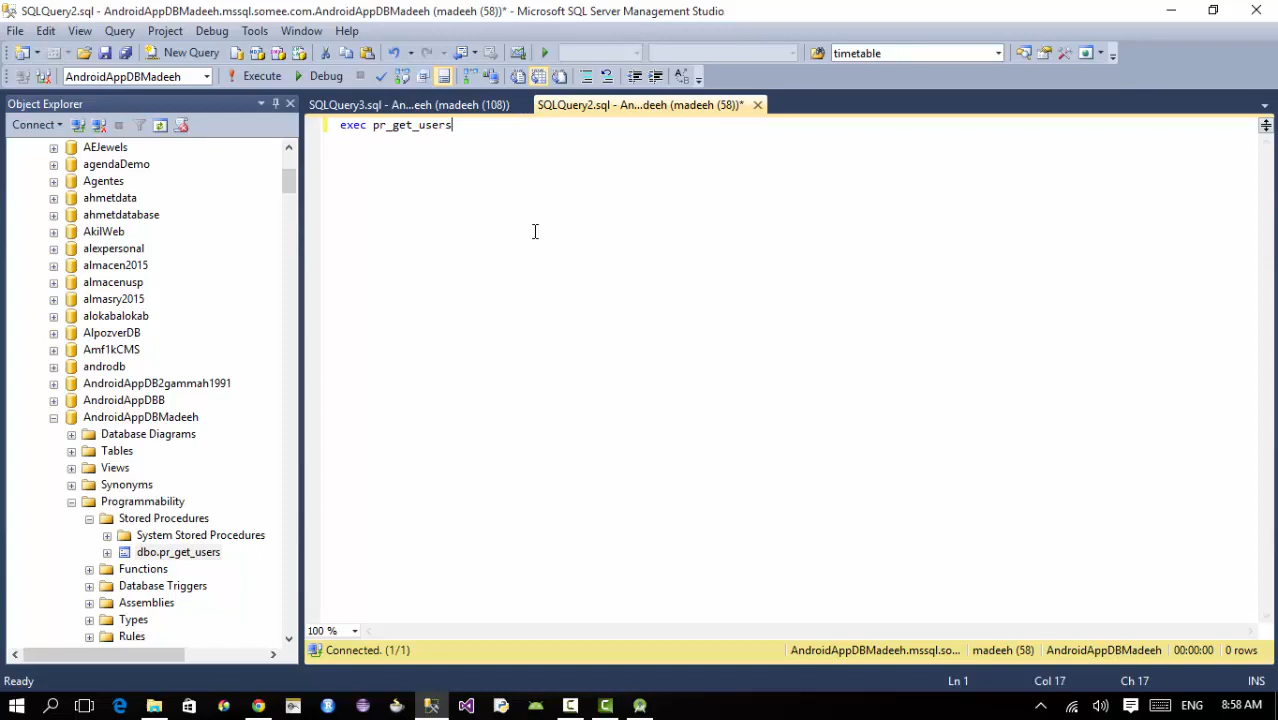 SQLQuery2.sql - AndroidAppDBMadeeh.mssql.somee.com.AndroidAppDBMadeeh (madeeh (58))* - Microsoft SQL Server Management Studio
File Edit View Query Project Debug Tools Window Help
New Query timetable
AndroidAppDBMadeeh Execute Debug
Object Explorer
SQLQuery3.sql - An...eeh (madeeh (108)) SQLQuery2.sql - An...deeh (madeeh (58))*
Connect
exec pr_get_users
AEJewels
agendaDemo
Agentes
ahmetdata
ahmetdatabase
AkilWeb
alexpersonal
almacen2015
almacenusp
almasry2015
alokabalokab
AlpozverDB
Amf1kCMS
androdb
AndroidAppDB2gammah1991
AndroidAppDBB
AndroidAppDBMadeeh
Database Diagrams
Tables
Views
Synonyms
Programmability
Stored Procedures
System Stored Procedures
dbo.pr_get_users
Functions
Database Triggers
Assemblies
Types
Rules
100 %
Connected. (1/1) AndroidAppDBMadeeh.mssql.so... madeeh (58) AndroidAppDBMadeeh 00:00:00 0 rows
Ready Ln 1 Col 17 Ch 17 INS
ENG 8:58 AM